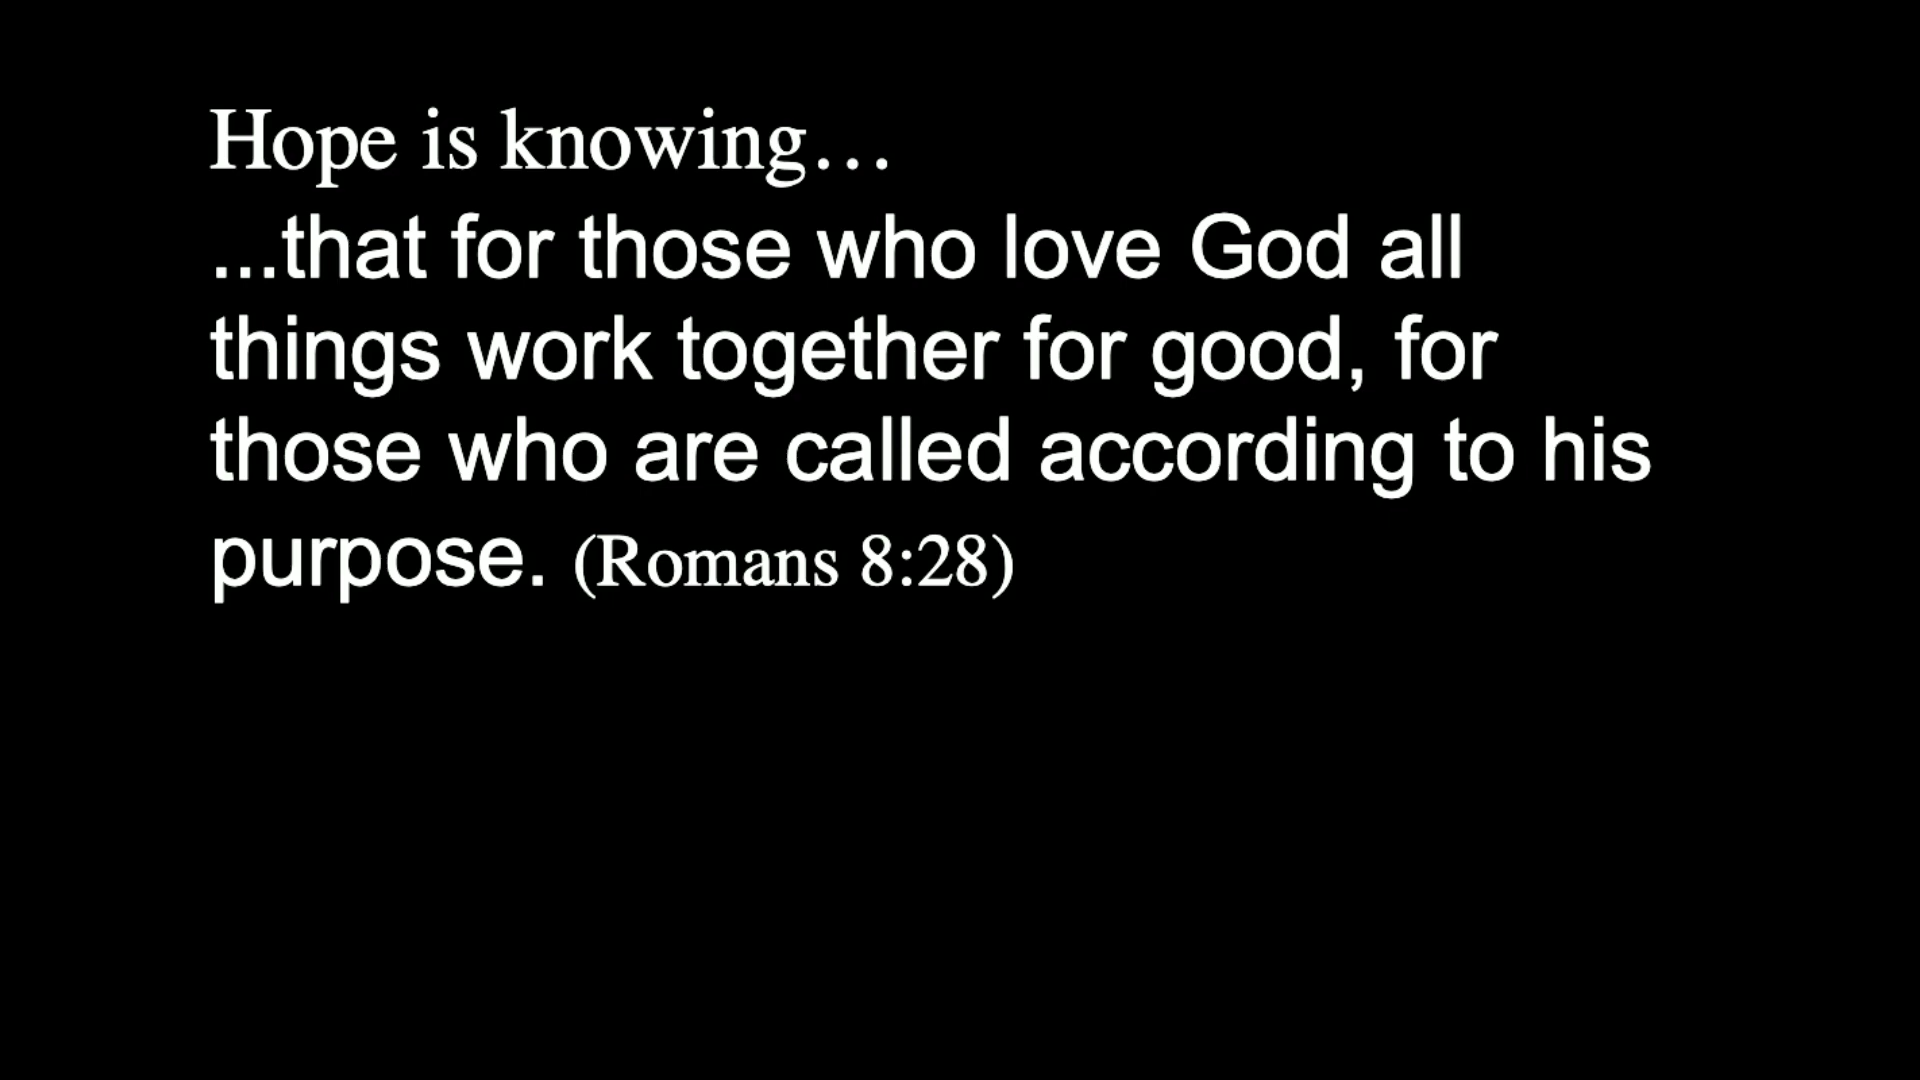 Hope is knowing…
...that for those who love God all
things work together for good, for
those who are called according to his
purpose. (Romans 8:28)